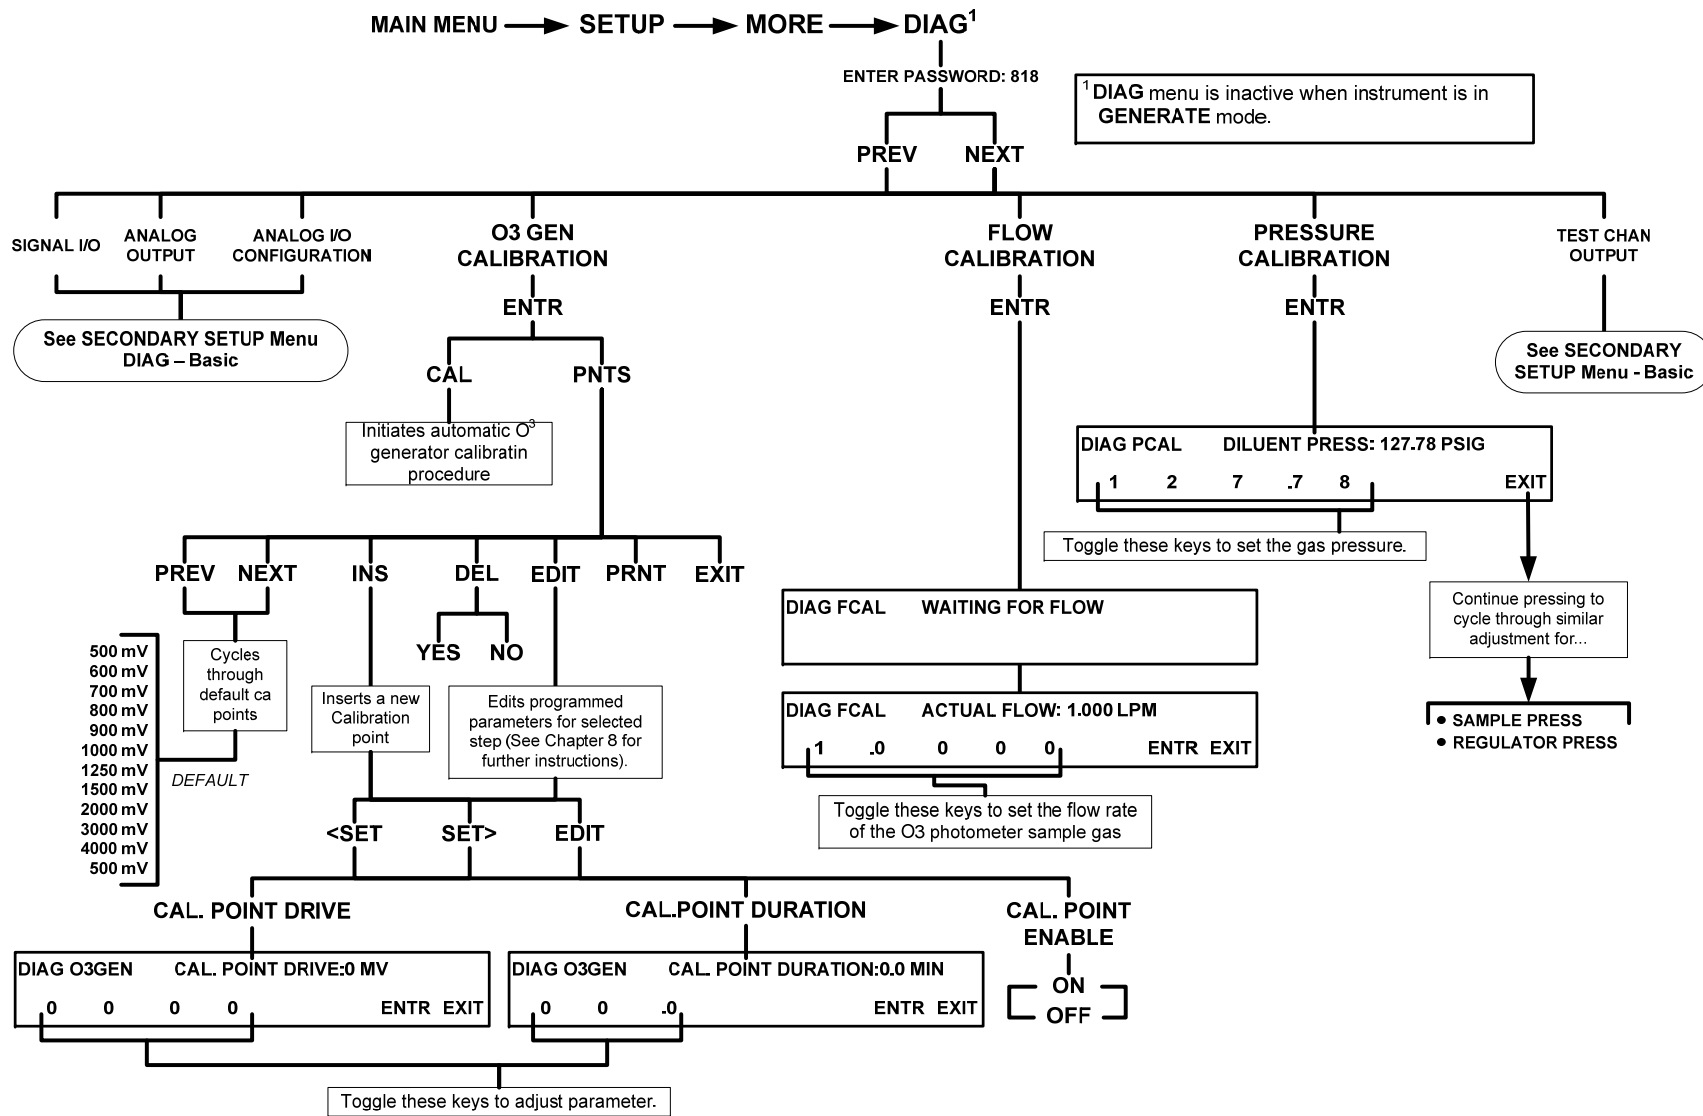 MAIN MENU SETUP MORE DIAG1
ENTER PASSWORD: 818
1 DIAG menu is inactive when instrument is in
GENERATE mode.
PREV NEXT
SIGNAL I/O
ANALOG
OUTPUT
ANALOG I/O
CONFIGURATION
O3 GEN
CALIBRATION
FLOW
CALIBRATION
PRESSURE
CALIBRATION
TEST CHAN
OUTPUT
See SECONDARY SETUP Menu
DIAG – Basic
ENTR
ENTR
ENTR
See SECONDARY
SETUP Menu - Basic
CAL PNTS
Initiates automatic O3
generator calibratin
procedure
DIAG PCAL DILUENT PRESS: 127.78 PSIG
1 2 7 .7 8 EXIT
Toggle these keys to set the gas pressure.
Continue pressing to
cycle through similar
adjustment for...
• SAMPLE PRESS
• REGULATOR PRESS
PREV NEXT INS DEL EDIT PRNT EXIT
YES NO
500 mV
600 mV
700 mV
800 mV
900 mV
1000 mV
1250 mV
1500 mV
2000 mV
3000 mV
4000 mV
500 mV
Cycles
through
default ca
points
DEFAULT
Inserts a new
Calibration
point
Edits programmed
parameters for selected
step (See Chapter 8 for
further instructions).
DIAG FCAL WAITING FOR FLOW
DIAG FCAL ACTUAL FLOW: 1.000 LPM
1 .0 0 0 0 ENTR EXIT
Toggle these keys to set the flow rate
of the O3 photometer sample gas
<SET SET> EDIT
CAL. POINT DRIVE
CAL.POINT DURATION
CAL. POINT
ENABLE
DIAG O3GEN CAL. POINT DRIVE:0 MV
0 0 0 0 ENTR EXIT
DIAG O3GEN CAL. POINT DURATION:0.0 MIN
0 0 .0 ENTR EXIT
ON
OFF
Toggle these keys to adjust parameter.